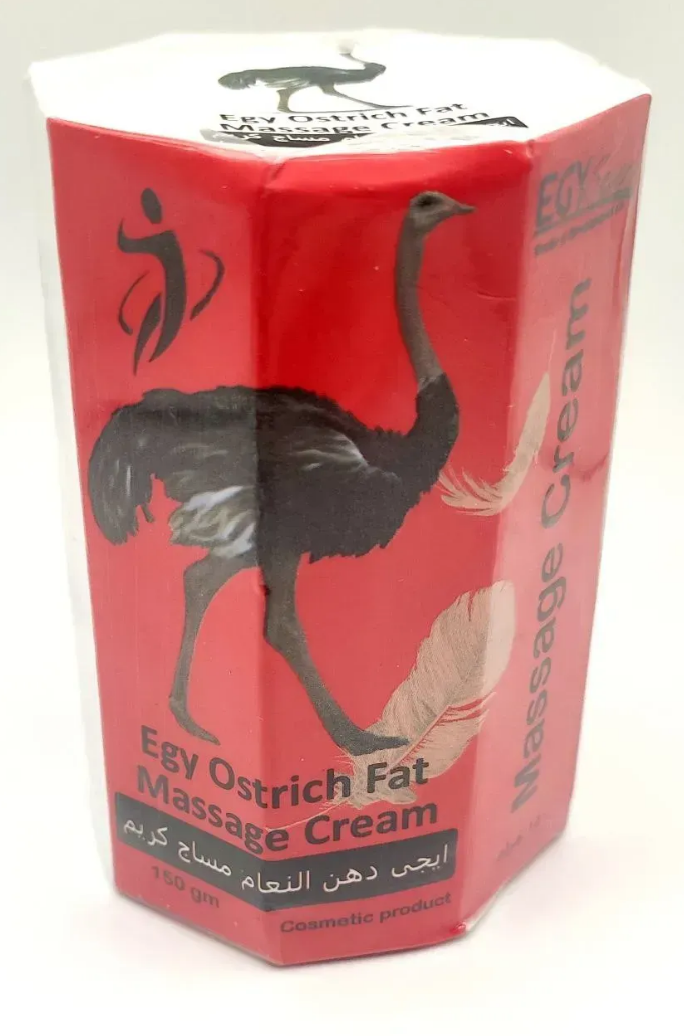 Egy Ostrich Fat
Massage Cream
مساج
EGY
Massage Cream
Egy Ostrich Fat
Massage Cream
ايجى دهن النعام مساج كريم
150 gm
Cosmetic product